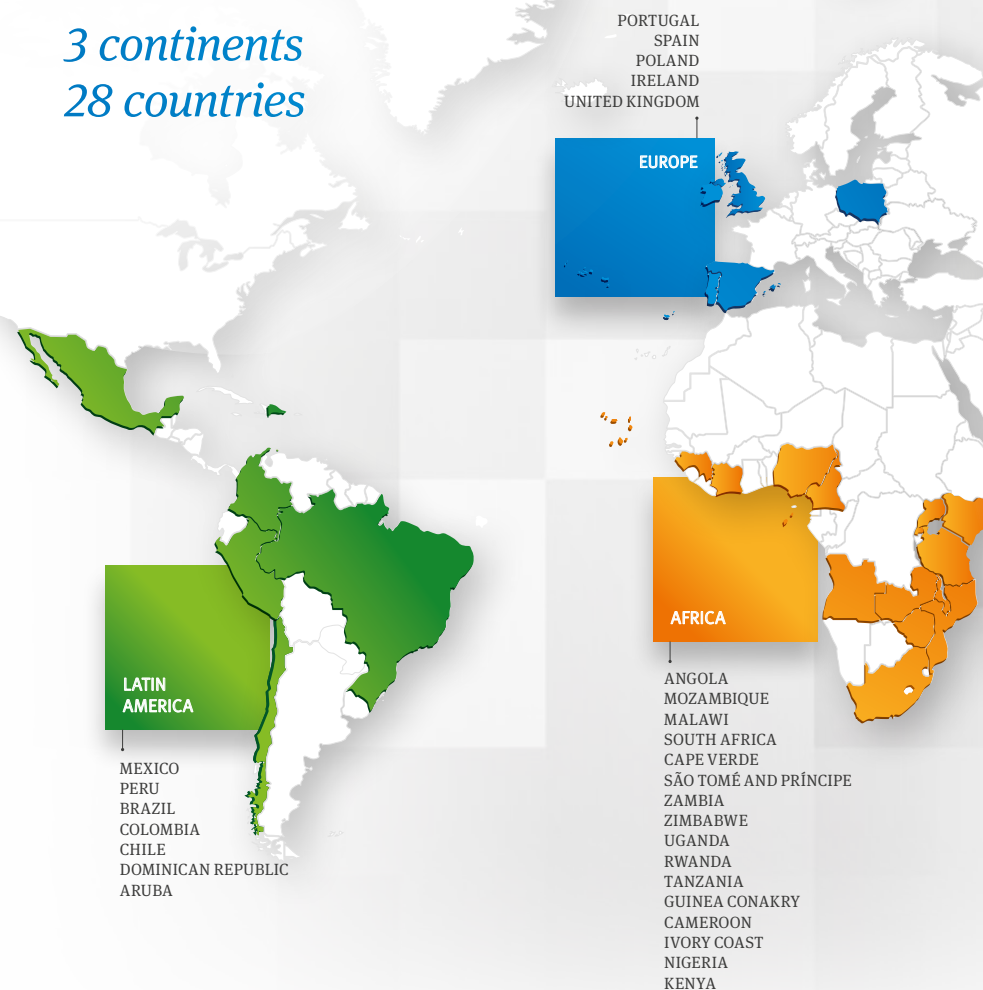 3 continents
28 countries
PORTUGAL
SPAIN
POLAND
IRELAND
UNITED KINGDOM
EUROPE
LATIN
AMERICA
MEXICO
PERU
BRAZIL
COLOMBIA
CHILE
DOMINICAN REPUBLIC
ARUBA
AFRICA
ANGOLA
MOZAMBIQUE
MALAWI
SOUTH AFRICA
CAPE VERDE
SÃO TOMÉ AND PRÍNCIPE
ZAMBIA
ZIMBABWE
UGANDA
RWANDA
TANZANIA
GUINEA CONAKRY
CAMEROON
IVORY COAST
NIGERIA
KENYA